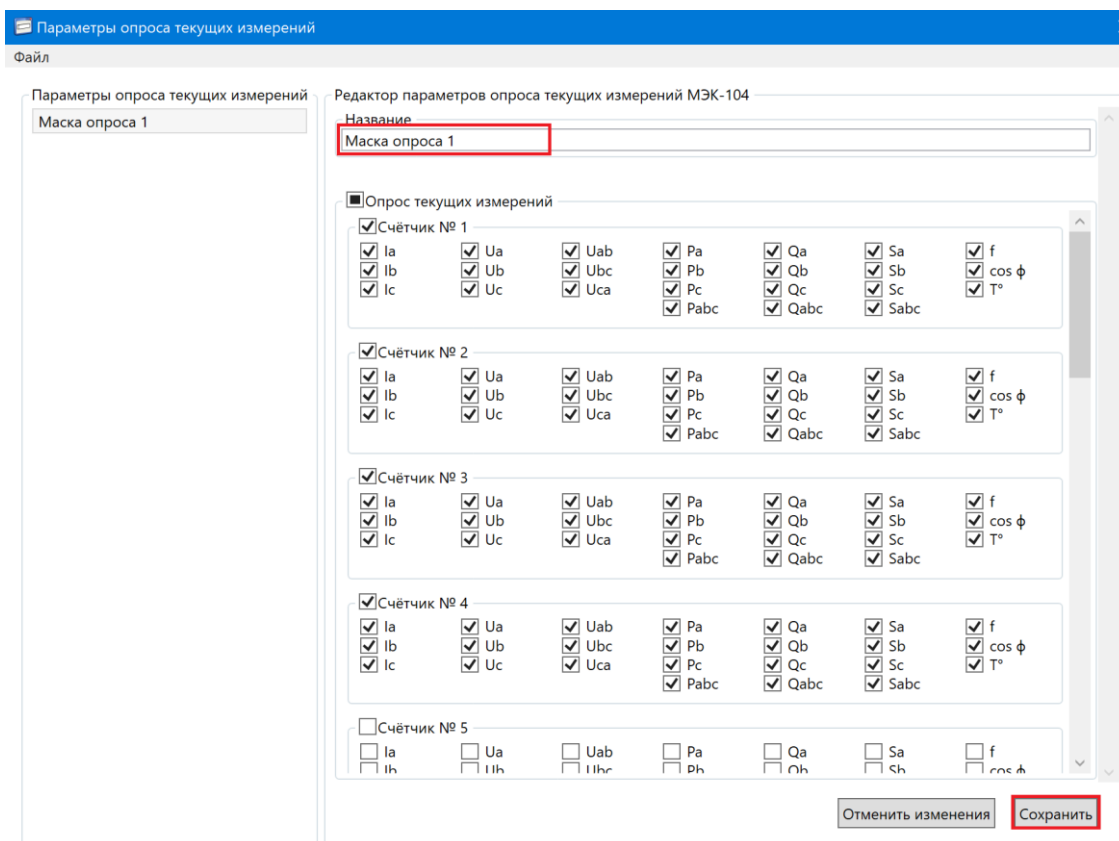 Параметры опроса текущих измерений
Файл
Параметры опроса текущих измерений
Маска опроса 1
Редактор параметров опроса текущих измерений МЭК-104
Название
Маска опроса 1
Опрос текущих измерений
Счётчик № 1
Ia Ua Uab Pa Qa Sa f
Ib Ub Ubc Pb Qb Sb cos ϕ
Ic Uc Uca Pc Qc Sc T°
Pabc Qabc Sabc
Счётчик № 2
Ia Ua Uab Pa Qa Sa f
Ib Ub Ubc Pb Qb Sb cos ϕ
Ic Uc Uca Pc Qc Sc T°
Pabc Qabc Sabc
Счётчик № 3
Ia Ua Uab Pa Qa Sa f
Ib Ub Ubc Pb Qb Sb cos ϕ
Ic Uc Uca Pc Qc Sc T°
Pabc Qabc Sabc
Счётчик № 4
Ia Ua Uab Pa Qa Sa f
Ib Ub Ubc Pb Qb Sb cos ϕ
Ic Uc Uca Pc Qc Sc T°
Pabc Qabc Sabc
Счётчик № 5
Ia Ua Uab Pa Qa Sa f
Ib Ub Ubc Pb Qb Sb cos ϕ
Отменить изменения Сохранить